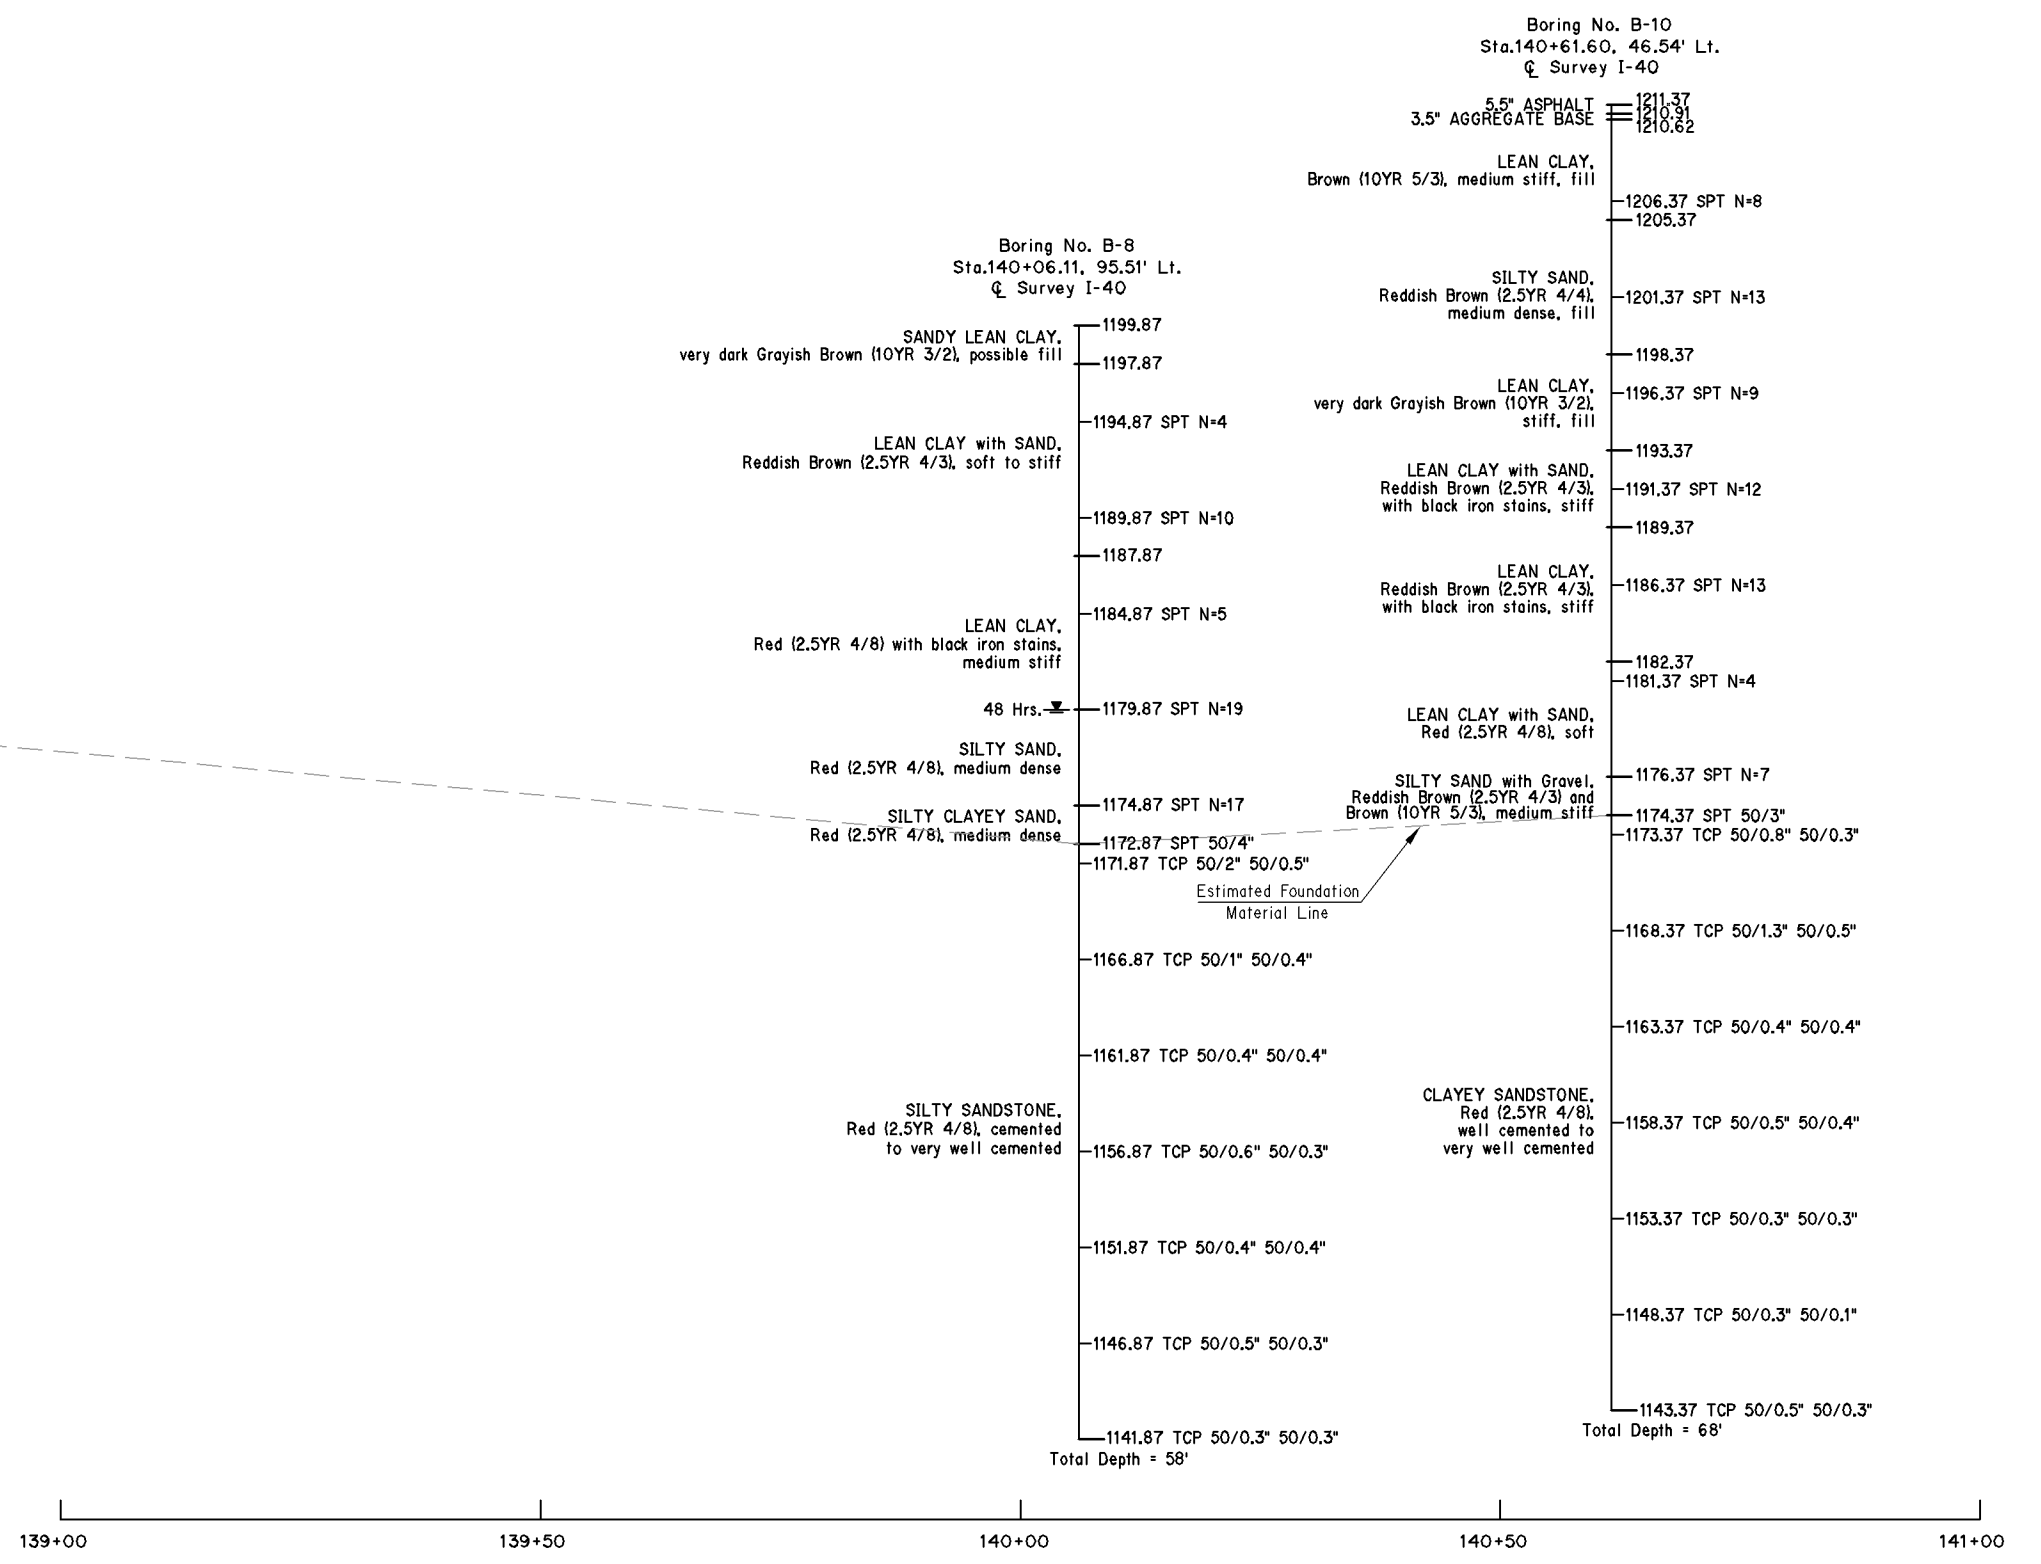 Boring No. B-10
Sta.140+61.60, 46.54' Lt.
℄ Survey I-40
5.5" ASPHALT
1211.37
1210.91
3.5" AGGREGATE BASE
1210.62
LEAN CLAY,
Brown (10YR 5/3), medium stiff, fill
1206.37 SPT N=8
1205.37
SILTY SAND,
Reddish Brown (2.5YR 4/4),
medium dense, fill
1201.37 SPT N=13
1198.37
LEAN CLAY,
very dark Grayish Brown (10YR 3/2),
stiff, fill
1196.37 SPT N=9
1193.37
LEAN CLAY with SAND,
Reddish Brown (2.5YR 4/3),
with black iron stains, stiff
1191.37 SPT N=12
1189.37
LEAN CLAY,
Reddish Brown (2.5YR 4/3),
with black iron stains, stiff
1186.37 SPT N=13
1182.37
1181.37 SPT N=4
LEAN CLAY with SAND,
Red (2.5YR 4/8), soft
1176.37 SPT N=7
SILTY SAND with Gravel,
Reddish Brown (2.5YR 4/3) and
Brown (10YR 5/3), medium stiff
1174.37 SPT 50/3"
1173.37 TCP 50/0.8" 50/0.3"
1168.37 TCP 50/1.3" 50/0.5"
1163.37 TCP 50/0.4" 50/0.4"
CLAYEY SANDSTONE,
Red (2.5YR 4/8),
well cemented to
very well cemented
1158.37 TCP 50/0.5" 50/0.4"
1153.37 TCP 50/0.3" 50/0.3"
1148.37 TCP 50/0.3" 50/0.1"
1143.37 TCP 50/0.5" 50/0.3"
Total Depth = 68'
Boring No. B-8
Sta.140+06.11, 95.51' Lt.
℄ Survey I-40
1199.87
SANDY LEAN CLAY,
very dark Grayish Brown (10YR 3/2), possible fill
1197.87
1194.87 SPT N=4
LEAN CLAY with SAND,
Reddish Brown (2.5YR 4/3), soft to stiff
1189.87 SPT N=10
1187.87
1184.87 SPT N=5
LEAN CLAY,
Red (2.5YR 4/8) with black iron stains,
medium stiff
48 Hrs.
1179.87 SPT N=19
SILTY SAND,
Red (2.5YR 4/8), medium dense
1174.87 SPT N=17
SILTY CLAYEY SAND,
Red (2.5YR 4/8), medium dense
1172.87 SPT 50/4"
1171.87 TCP 50/2" 50/0.5"
Estimated Foundation
Material Line
1166.87 TCP 50/1" 50/0.4"
1161.87 TCP 50/0.4" 50/0.4"
SILTY SANDSTONE,
Red (2.5YR 4/8), cemented
to very well cemented
1156.87 TCP 50/0.6" 50/0.3"
1151.87 TCP 50/0.4" 50/0.4"
1146.87 TCP 50/0.5" 50/0.3"
1141.87 TCP 50/0.3" 50/0.3"
Total Depth = 58'
139+00
139+50
140+00
140+50
141+00